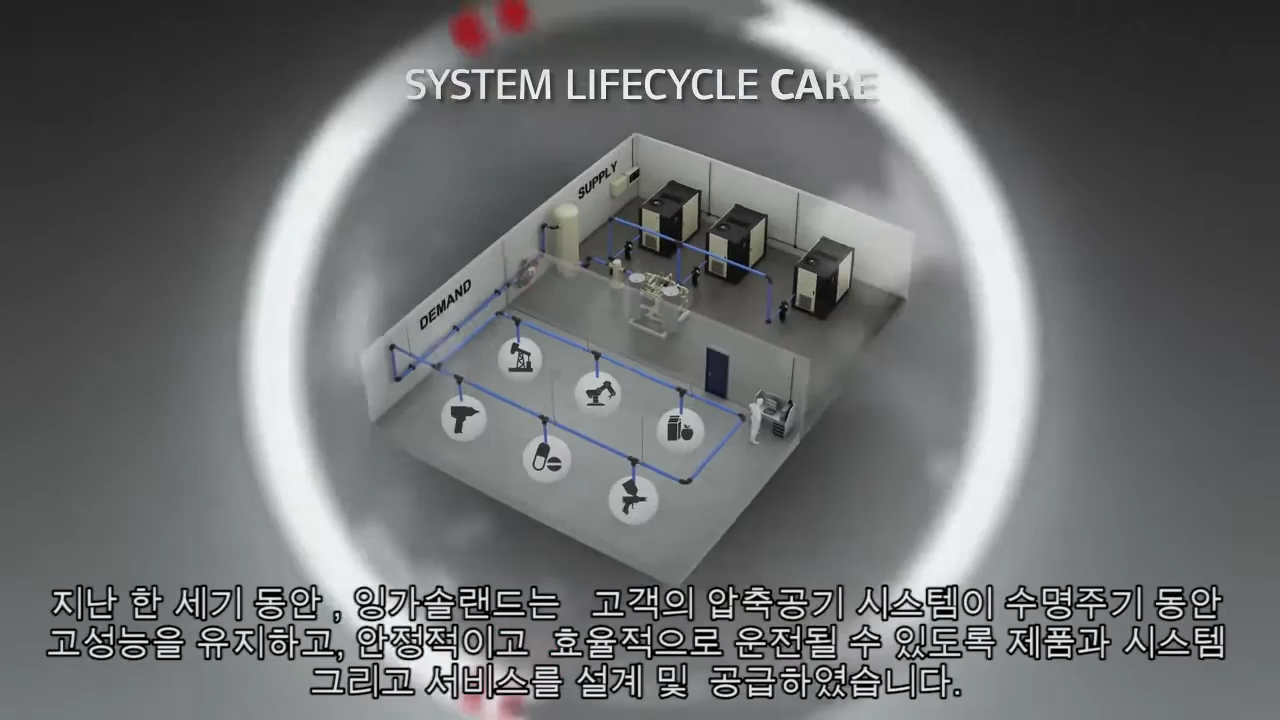 SYSTEM LIFECYCLE CARE
SUPPLY
DEMAND
지난 한 세기 동안 , 잉가솔랜드는 고객의 압축공기 시스템이 수명주기 동안
고성능을 유지하고, 안정적이고 효율적으로 운전될 수 있도록 제품과 시스템
그리고 서비스를 설계 및 공급하였습니다.